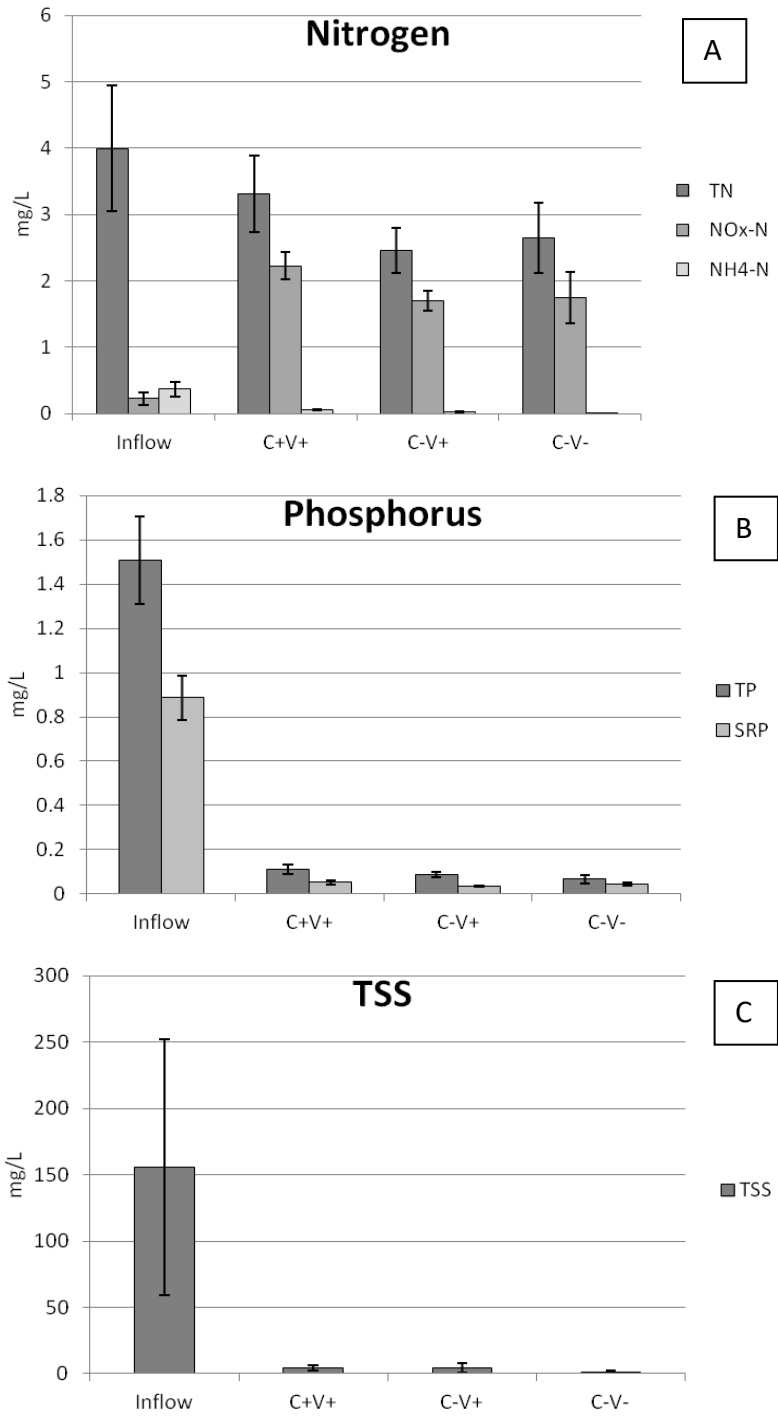 Nitrogen
A
6
5
4
3
2
1
0
mg/L
Inflow C+V+ C-V+ C-V-
TN
NOx-N
NH4-N
Phosphorus
B
1.8
1.6
1.4
1.2
1
0.8
0.6
0.4
0.2
0
mg/L
Inflow C+V+ C-V+ C-V-
TP
SRP
TSS
C
300
250
200
150
100
50
0
mg/L
Inflow C+V+ C-V+ C-V-
TSS